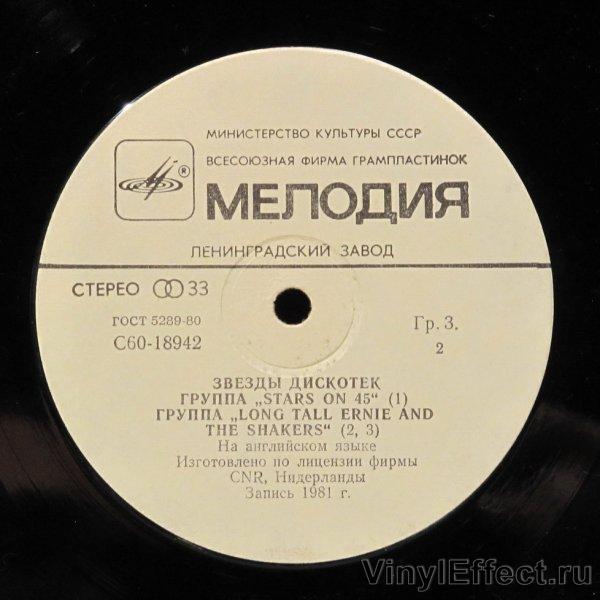 МИНИСТЕРСТВО КУЛЬТУРЫ СССР
ВСЕСОЮЗНАЯ ФИРМА ГРАМПЛАСТИНОК
®
МЕЛОДИЯ
ЛЕНИНГРАДСКИЙ ЗАВОД
СТЕРЕО 33
ГОСТ 5289-80
Гр. 3.
С60-18942
2
ЗВЕЗДЫ ДИСКОТЕК
ГРУППА „STARS ON 45“ (1)
ГРУППА „LONG TALL ERNIE AND
THE SHAKERS“ (2, 3)
На английском языке
Изготовлено по лицензии фирмы
CNR, Нидерланды
Запись 1981 г.
VinylEffect.ru